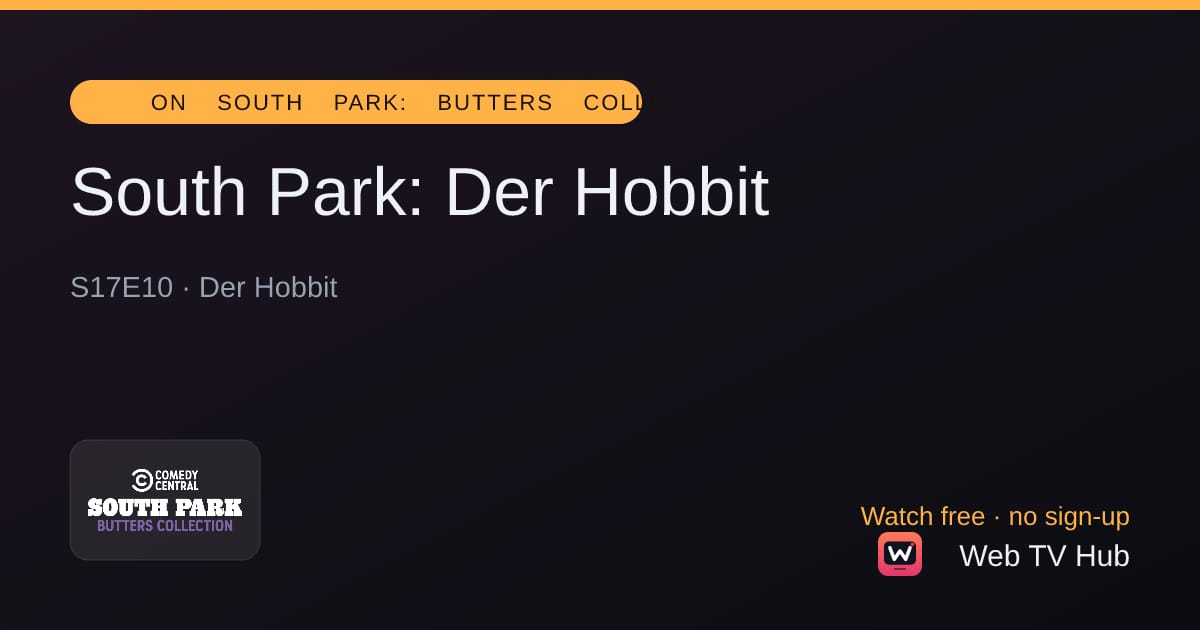 ON SOUTH PARK: BUTTERS COLL
South Park: Der Hobbit
S17E10 · Der Hobbit
COMEDY
CENTRAL
SOUTH PARK
BUTTERS COLLECTION
Watch free · no sign-up
Web TV Hub